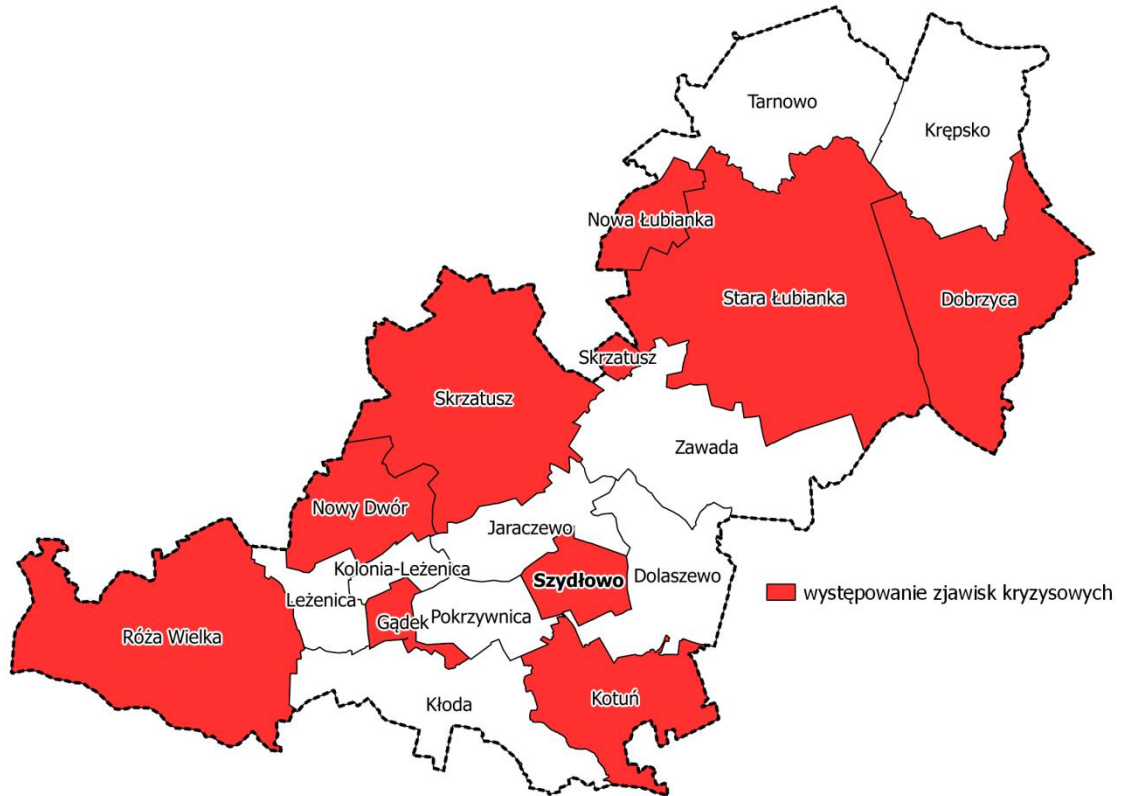 Tarnowo
Krępsko
Nowa Łubianka
Stara Łubianka
Dobrzyca
Skrzatusz
Skrzatusz
Zawada
Nowy Dwór
Jaraczewo
Kolonia-Leżenica
Szydłowo
Dolaszewo
Leżenica
występowanie zjawisk kryzysowych
Gądek
Pokrzywnica
Róża Wielka
Kłoda
Kotuń